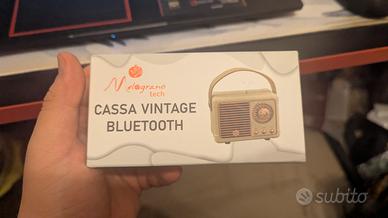 Melograno
tech
CASSA VINTAGE
BLUETOOTH
subito